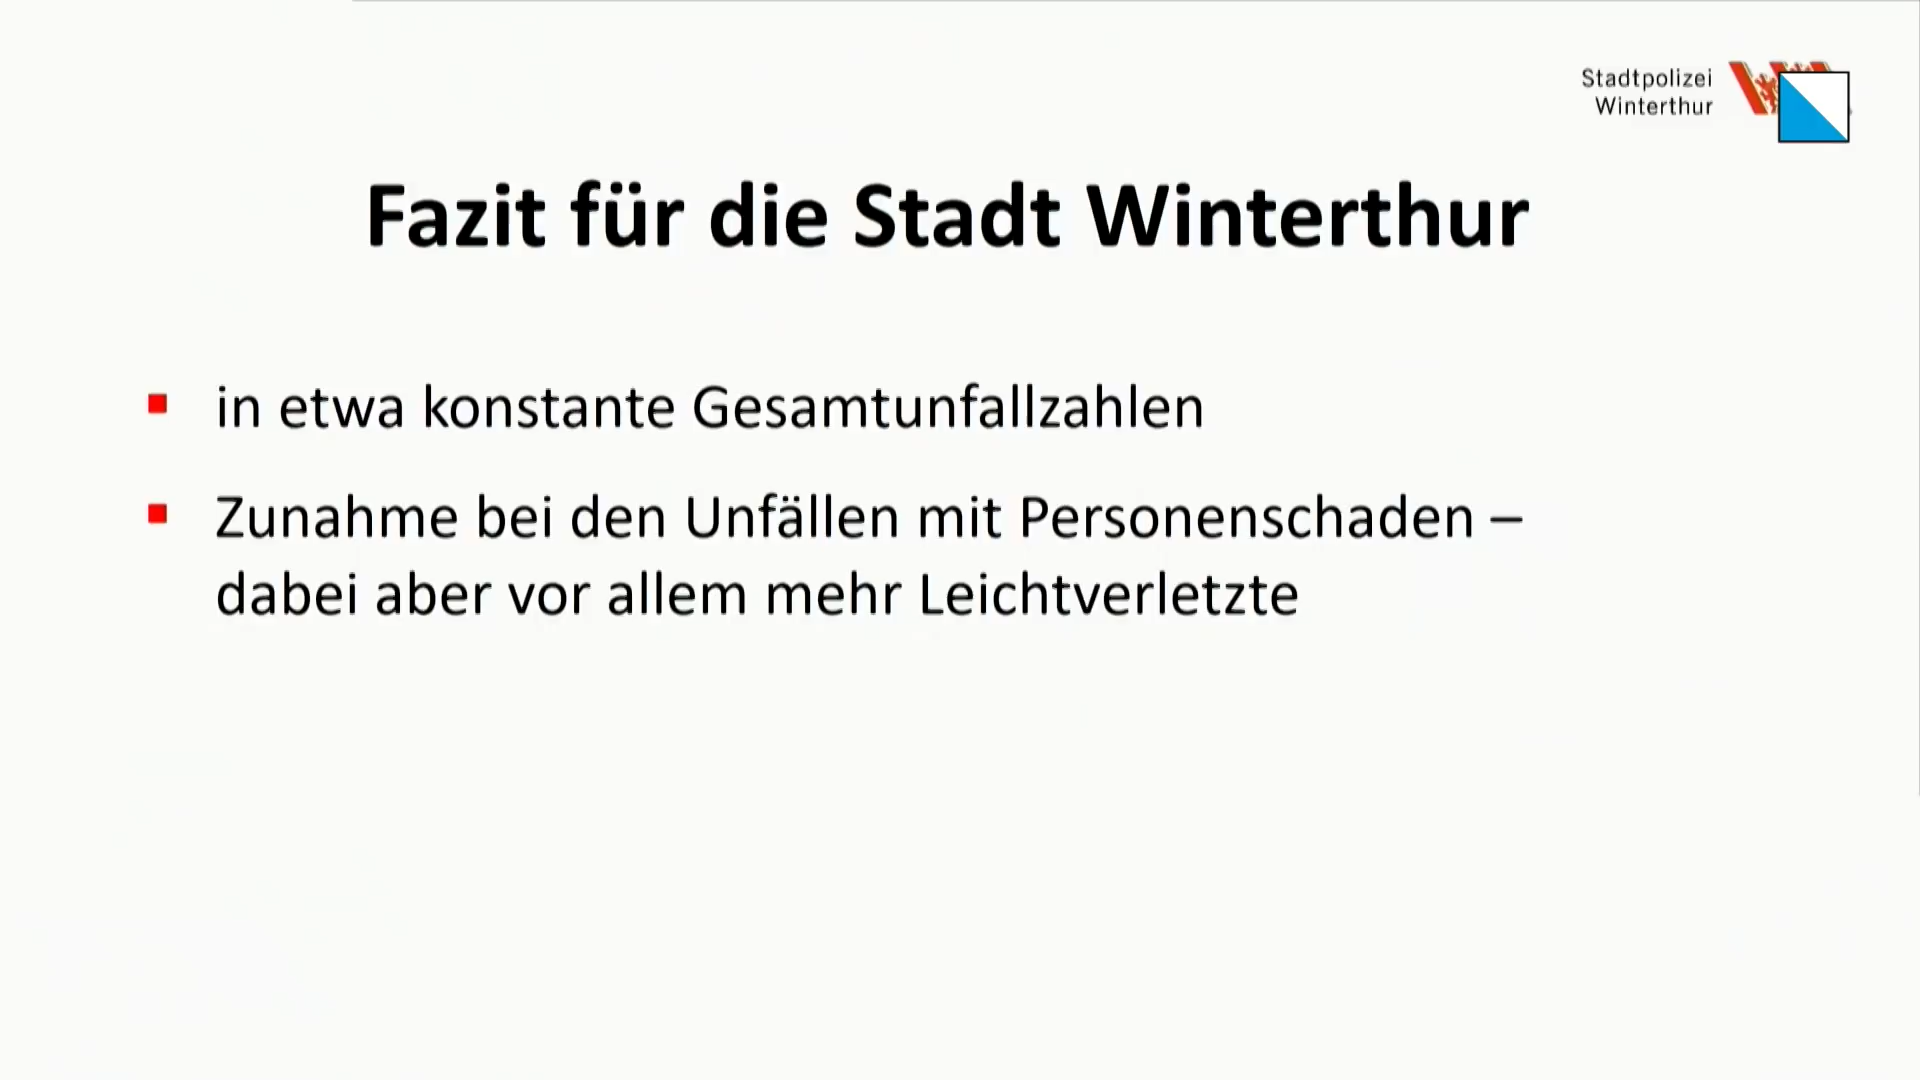 Stadtpolizei
Winterthur
Fazit für die Stadt Winterthur
in etwa konstante Gesamtunfallzahlen
Zunahme bei den Unfällen mit Personenschaden –
dabei aber vor allem mehr Leichtverletzte